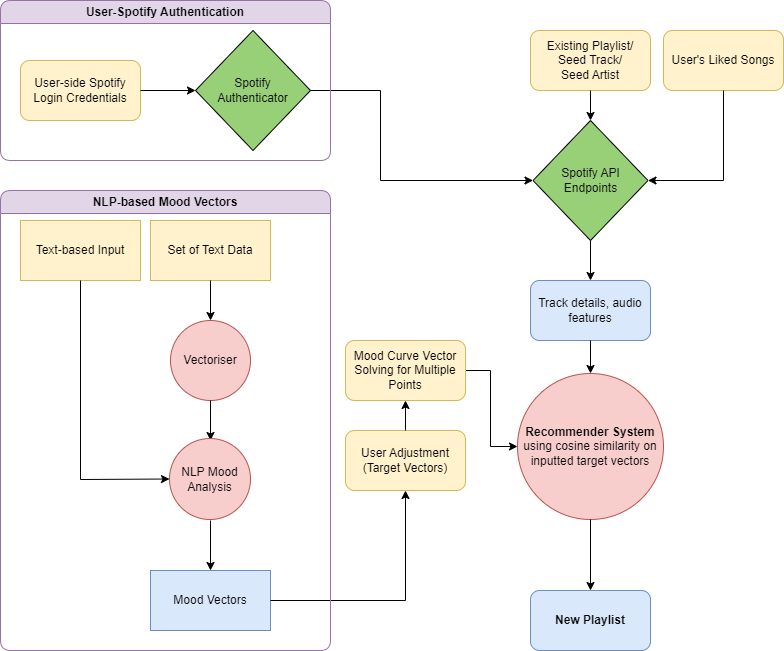 User-Spotify Authentication
User-side Spotify
Login Credentials
Spotify
Authenticator
Existing Playlist/
Seed Track/
Seed Artist
User's Liked Songs
Spotify API
Endpoints
NLP-based Mood Vectors
Text-based Input
Set of Text Data
Vectoriser
NLP Mood
Analysis
Mood Vectors
Mood Curve Vector
Solving for Multiple
Points
User Adjustment
(Target Vectors)
Track details, audio
features
Recommender System
using cosine similarity on
inputted target vectors
New Playlist